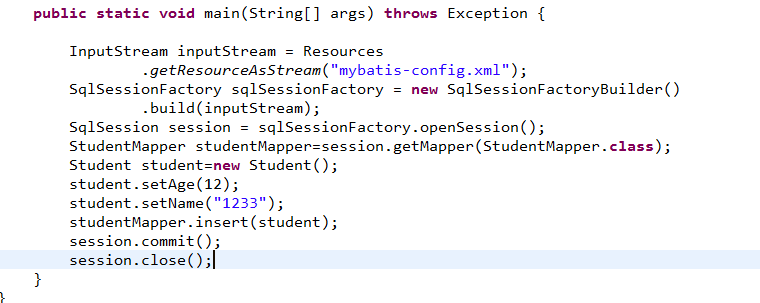 public static void main(String[] args) throws Exception {
InputStream inputStream = Resources
.getResourceAsStream("mybatis-config.xml");
SqlSessionFactory sqlSessionFactory = new SqlSessionFactoryBuilder()
.build(inputStream);
SqlSession session = sqlSessionFactory.openSession();
StudentMapper studentMapper=session.getMapper(StudentMapper.class);
Student student=new Student();
student.setAge(12);
student.setName("1233");
studentMapper.insert(student);
session.commit();
session.close();
}
}